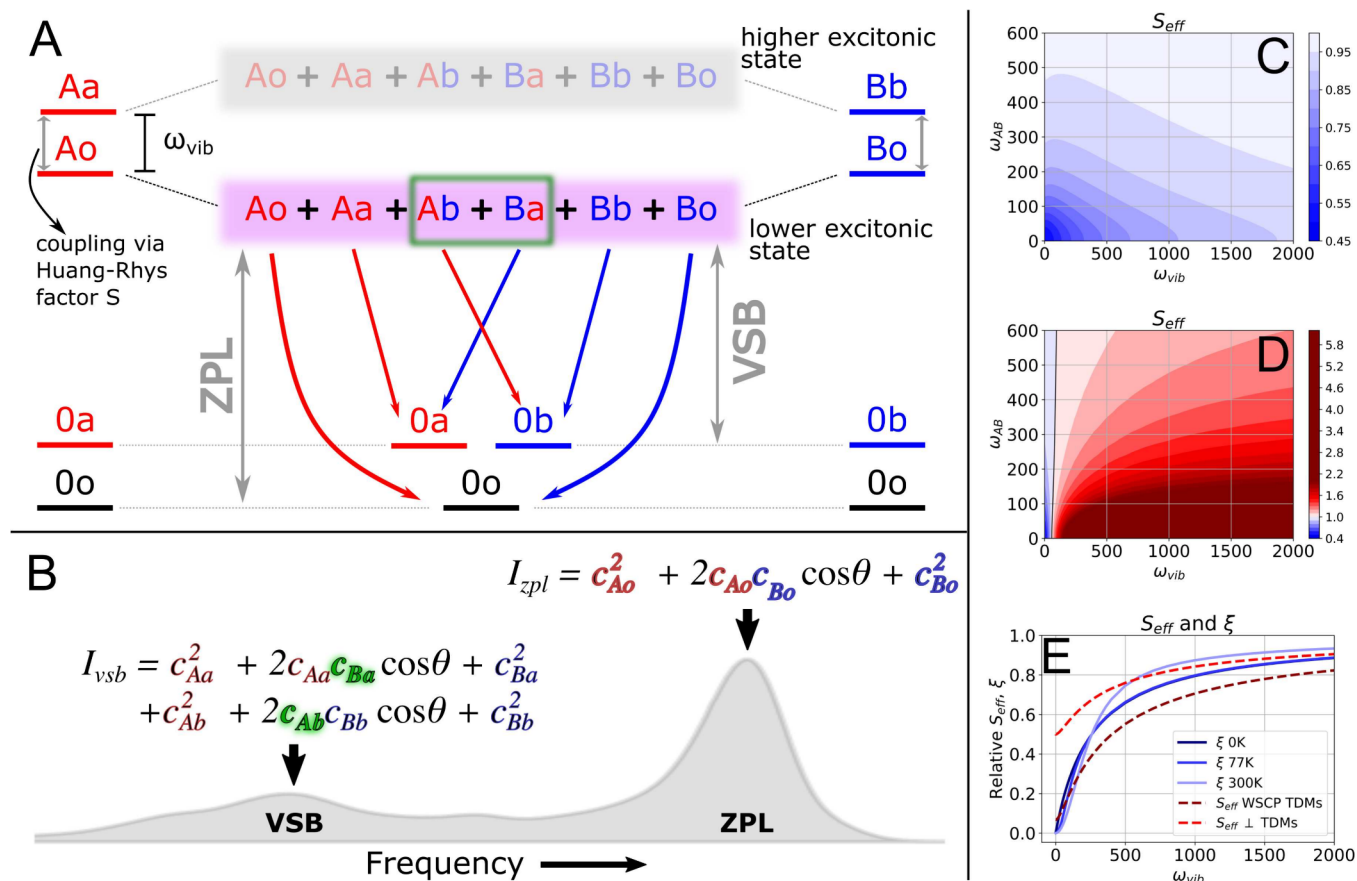 A
Aa
Ao
ω_vib
coupling via
Huang-Rhys
factor S
Ao + Aa + Ab + Ba + Bb + Bo
higher excitonic
state
Bb
Bo
Ao + Aa + Ab + Ba + Bb + Bo
lower excitonic
state
ZPL
VSB
0a
0o
0a
0b
0o
0b
0o
B
I_zpl = c_Ao^2 + 2c_Ao c_Bo cosθ + c_Bo^2
I_vsb = c_Aa^2 + 2c_Aa c_Ba cosθ + c_Ba^2
+c_Ab^2 + 2c_Ab c_Bb cosθ + c_Bb^2
VSB
ZPL
Frequency
S_eff
C
600
500
400
300
200
100
0
ω_AB
0 500 1000 1500 2000
ω_vib
0.95
0.85
0.75
0.65
0.55
0.45
S_eff
D
600
500
400
300
200
100
0
ω_AB
0 500 1000 1500 2000
ω_vib
5.8
5.2
4.6
4.0
3.4
2.8
2.2
1.6
1.0
0.4
S_eff and ξ
E
1.0
0.8
0.6
0.4
0.2
0.0
Relative S_eff, ξ
ξ 0K
ξ 77K
ξ 300K
S_eff WSCP TDMs
S_eff ⊥ TDMs
0 500 1000 1500 2000
ω_vib